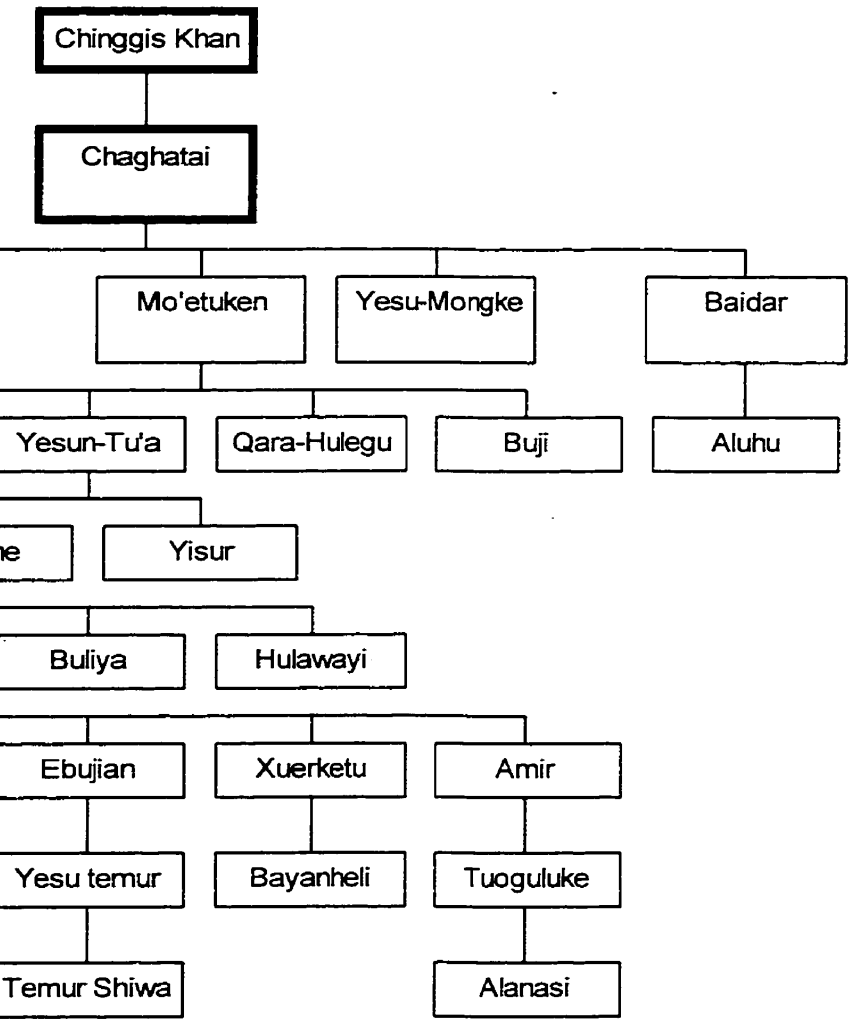 Chinggis Khan
Chaghatai
Mo'etuken Yesu-Mongke Baidar
Yesun-Tu'a Qara-Hulegu Buji Aluhu
Yisur
Buliya Hulawayi
Ebujian Xuerketu Amir
Yesu temur Bayanheli Tuoguluke
Temur Shiwa Alanasi